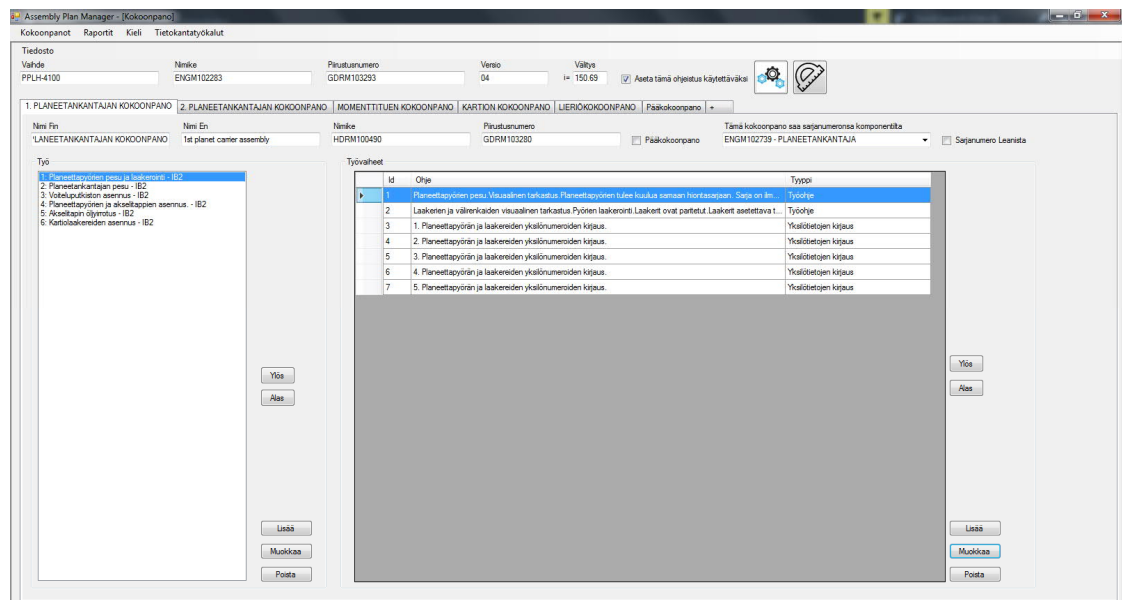 Assembly Plan Manager - [Kokoonpano]
Kokoonpanot Raportit Kieli Tietokantatyökalut
Tiedosto
Vaihde Nimike Piirustusnumero Versio Välitys
PPLH-4100 ENGM102283 GDRM103293 04 i= 150.69 Aseta tämä ohjeistus käytettäväksi
1. PLANEETANKANTAJAN KOKOONPANO 2. PLANEETANKANTAJAN KOKOONPANO MOMENTTITUEN KOKOONPANO KARTION KOKOONPANO LIERIÖKOKOONPANO Pääkokoonpano +
Nimi Fin Nimi En Nimike Piirustusnumero Tämä kokoonpano saa sarjanumeronsa komponentilta
LANEETANKANTAJAN KOKOONPANO 1st planet carrier assembly HDRM100490 GDRM103280 Pääkokoonpano ENGM102739 - PLANEETANKANTAJA Sarjanumero Leanista
Työ Työvaiheet
1: Planeettapyörien pesu ja laakerointi - IB2
2: Planeetankantajan pesu - IB2
3: Voiteluputkiston asennus - IB2
4: Planeettapyörien ja akselitappien asennus. - IB2
5: Akselitapin öljyirrotus - IB2
6: Kartiolaakereiden asennus - IB2
Id Ohje Tyyppi
1 Planeettapyörien pesu.Visuaalinen tarkastus.Planeettapyörien tulee kuulua samaan hiontasarjaan. Sarja on ilm... Työohje
2 Laakerien ja välirenkaiden visuaalinen tarkastus.Pyörien laakerointi.Laakerit ovat paritetut.Laakerit asetettava t... Työohje
3 1. Planeettapyörän ja laakereiden yksilönumeroiden kirjaus. Yksilötietojen kirjaus
4 2. Planeettapyörän ja laakereiden yksilönumeroiden kirjaus. Yksilötietojen kirjaus
5 3. Planeettapyörän ja laakereiden yksilönumeroiden kirjaus. Yksilötietojen kirjaus
6 4. Planeettapyörän ja laakereiden yksilönumeroiden kirjaus. Yksilötietojen kirjaus
7 5. Planeettapyörän ja laakereiden yksilönumeroiden kirjaus. Yksilötietojen kirjaus
Ylös Ylös
Alas Alas
Lisää Lisää
Muokkaa Muokkaa
Poista Poista